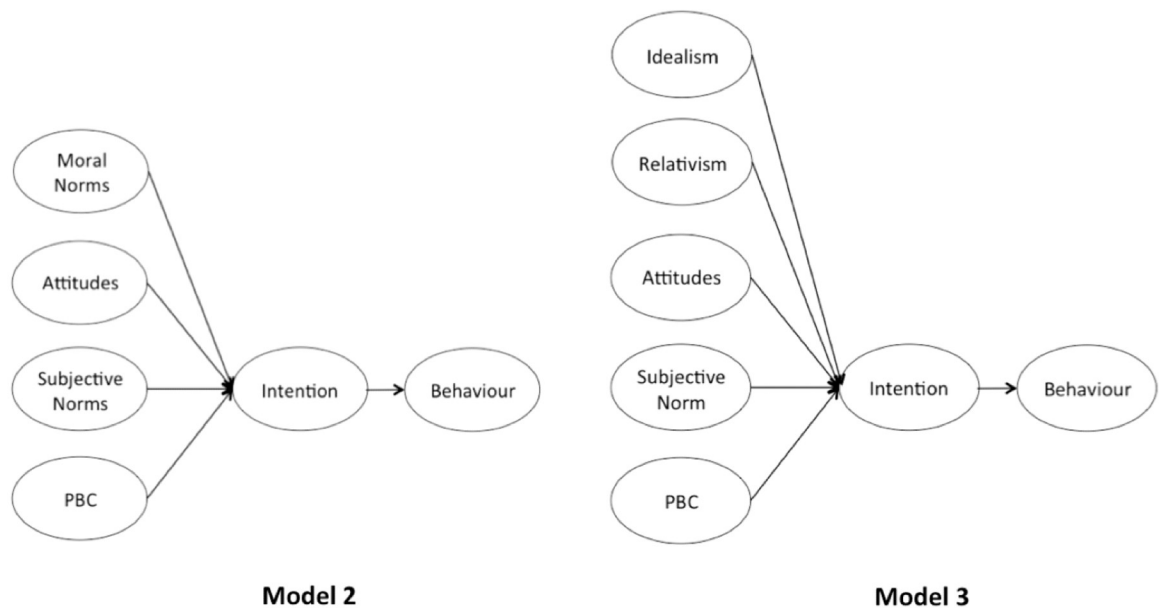 Moral
Norms
Attitudes
Subjective
Norms
PBC
Intention
Behaviour
Model 2
Idealism
Relativism
Attitudes
Subjective
Norm
PBC
Intention
Behaviour
Model 3